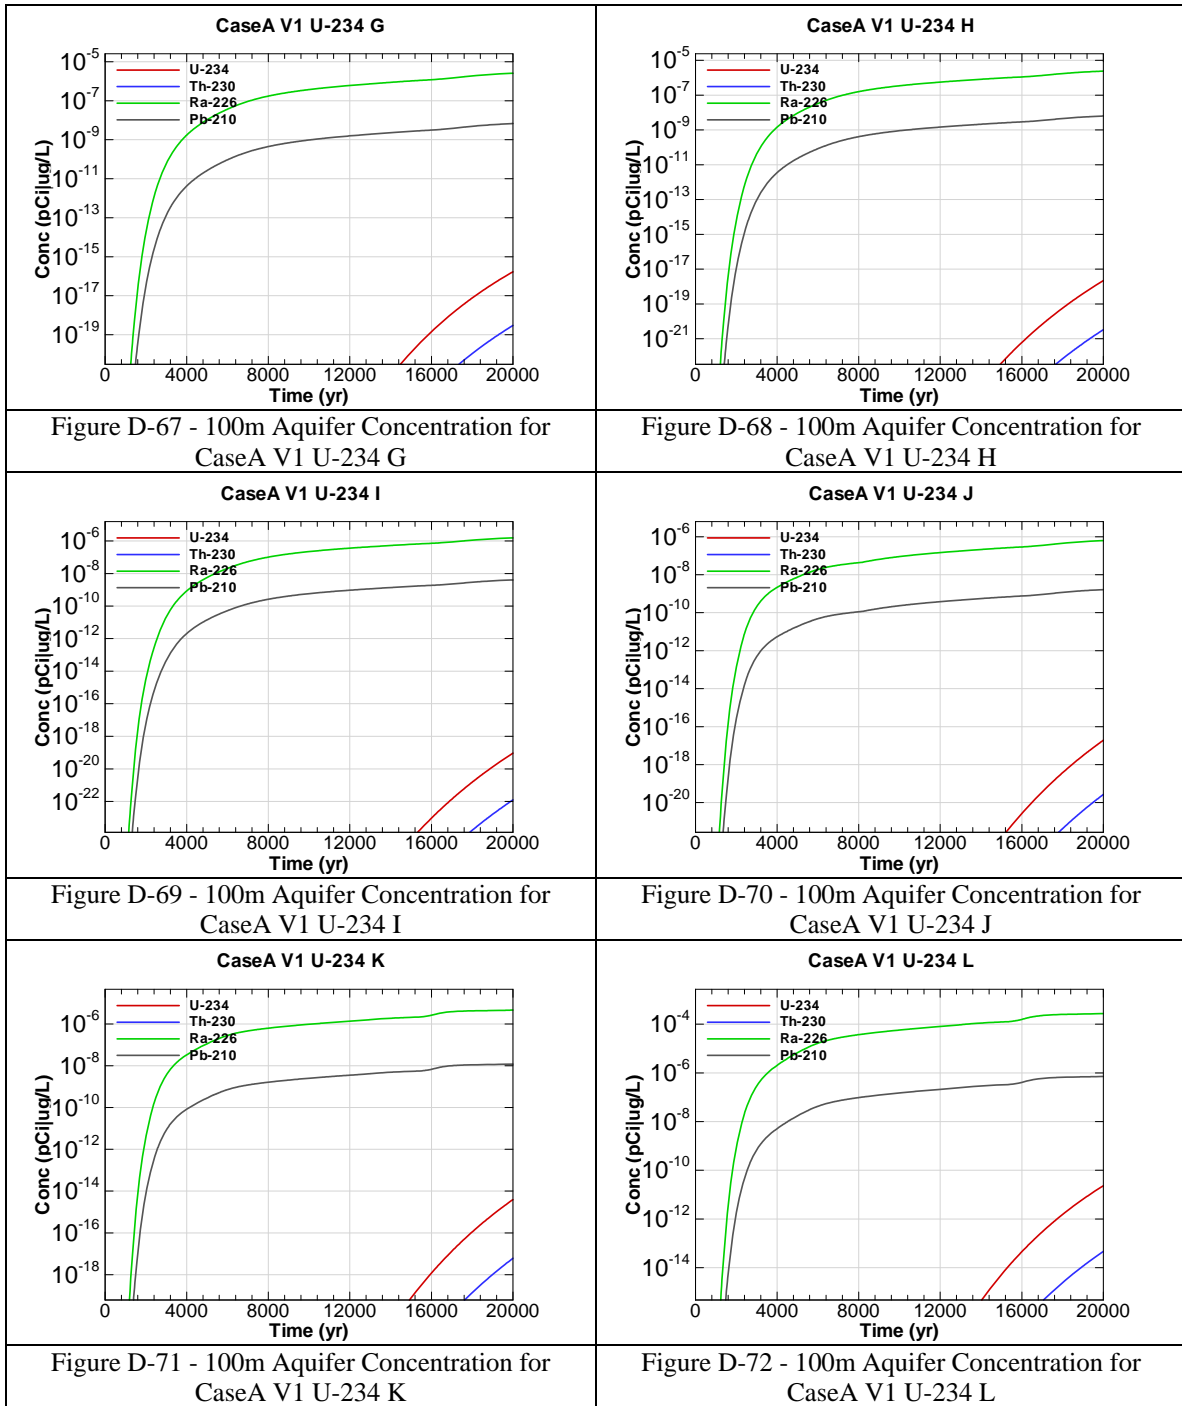 CaseA V1 U-234 G
Conc (pCi|ug/L)
10^-5
10^-7
10^-9
10^-11
10^-13
10^-15
10^-17
10^-19
U-234
Th-230
Ra-226
Pb-210
0 4000 8000 12000 16000 20000
Time (yr)
Figure D-67 - 100m Aquifer Concentration for
CaseA V1 U-234 G
CaseA V1 U-234 H
Conc (pCi|ug/L)
10^-5
10^-7
10^-9
10^-11
10^-13
10^-15
10^-17
10^-19
10^-21
U-234
Th-230
Ra-226
Pb-210
0 4000 8000 12000 16000 20000
Time (yr)
Figure D-68 - 100m Aquifer Concentration for
CaseA V1 U-234 H
CaseA V1 U-234 I
Conc (pCi|ug/L)
10^-6
10^-8
10^-10
10^-12
10^-14
10^-16
10^-18
10^-20
10^-22
U-234
Th-230
Ra-226
Pb-210
0 4000 8000 12000 16000 20000
Time (yr)
Figure D-69 - 100m Aquifer Concentration for
CaseA V1 U-234 I
CaseA V1 U-234 J
Conc (pCi|ug/L)
10^-6
10^-8
10^-10
10^-12
10^-14
10^-16
10^-18
10^-20
U-234
Th-230
Ra-226
Pb-210
0 4000 8000 12000 16000 20000
Time (yr)
Figure D-70 - 100m Aquifer Concentration for
CaseA V1 U-234 J
CaseA V1 U-234 K
Conc (pCi|ug/L)
10^-6
10^-8
10^-10
10^-12
10^-14
10^-16
10^-18
U-234
Th-230
Ra-226
Pb-210
0 4000 8000 12000 16000 20000
Time (yr)
Figure D-71 - 100m Aquifer Concentration for
CaseA V1 U-234 K
CaseA V1 U-234 L
Conc (pCi|ug/L)
10^-4
10^-6
10^-8
10^-10
10^-12
10^-14
U-234
Th-230
Ra-226
Pb-210
0 4000 8000 12000 16000 20000
Time (yr)
Figure D-72 - 100m Aquifer Concentration for
CaseA V1 U-234 L